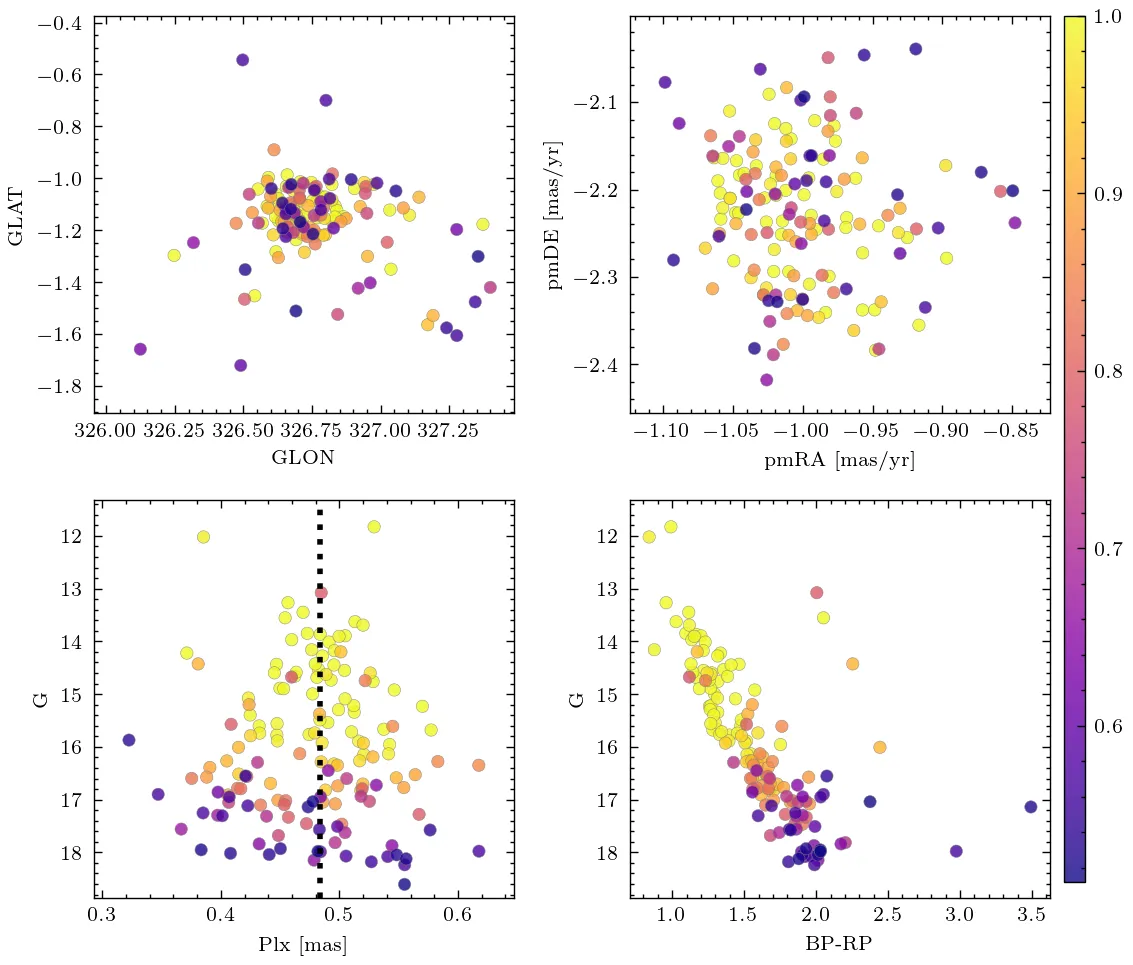 −0.4
−0.6
−0.8
−1.0
−1.2
−1.4
−1.6
−1.8
GLAT
326.00 326.25 326.50 326.75 327.00 327.25
GLON
−2.1
−2.2
−2.3
−2.4
pmDE [mas/yr]
−1.10 −1.05 −1.00 −0.95 −0.90 −0.85
pmRA [mas/yr]
1.0
0.9
0.8
0.7
0.6
12
13
14
15
16
17
18
G
0.3 0.4 0.5 0.6
Plx [mas]
12
13
14
15
16
17
18
G
1.0 1.5 2.0 2.5 3.0 3.5
BP-RP